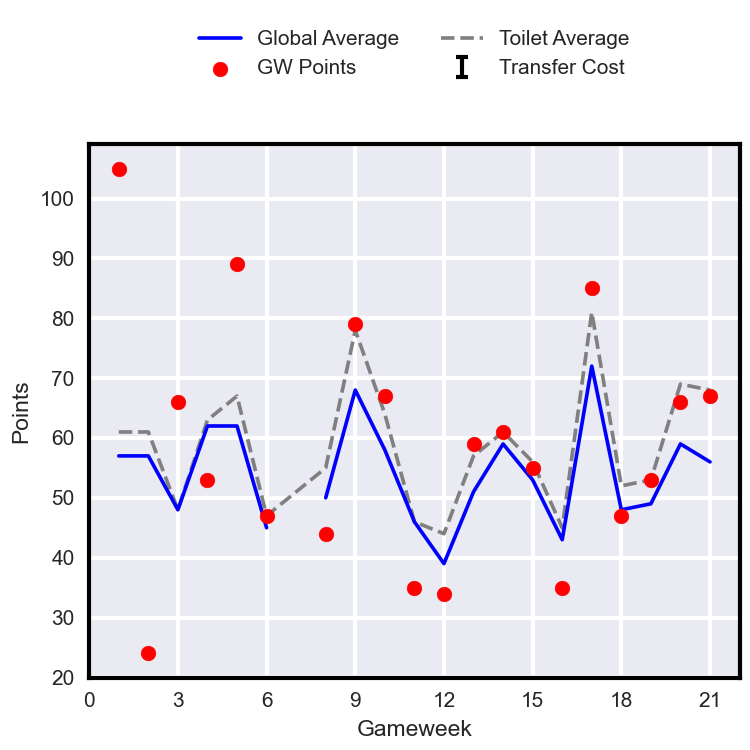 Global Average
Toilet Average
GW Points
Transfer Cost
100
90
80
70
60
50
40
30
20
Points
0 3 6 9 12 15 18 21
Gameweek